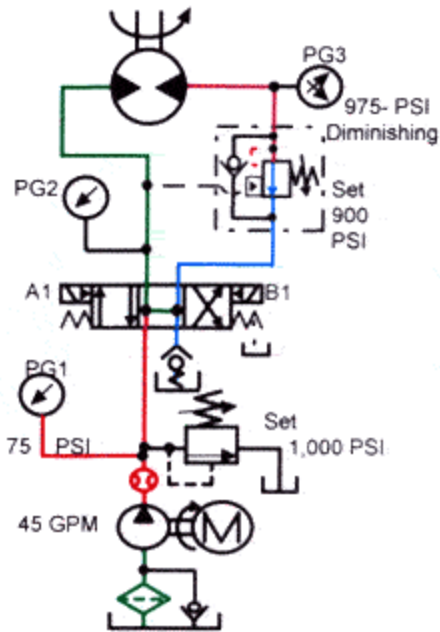 PG3
975- PSI
Diminishing
PG2
Set
900
PSI
A1
B1
PG1
Set
75 PSI
1,000 PSI
45 GPM
M